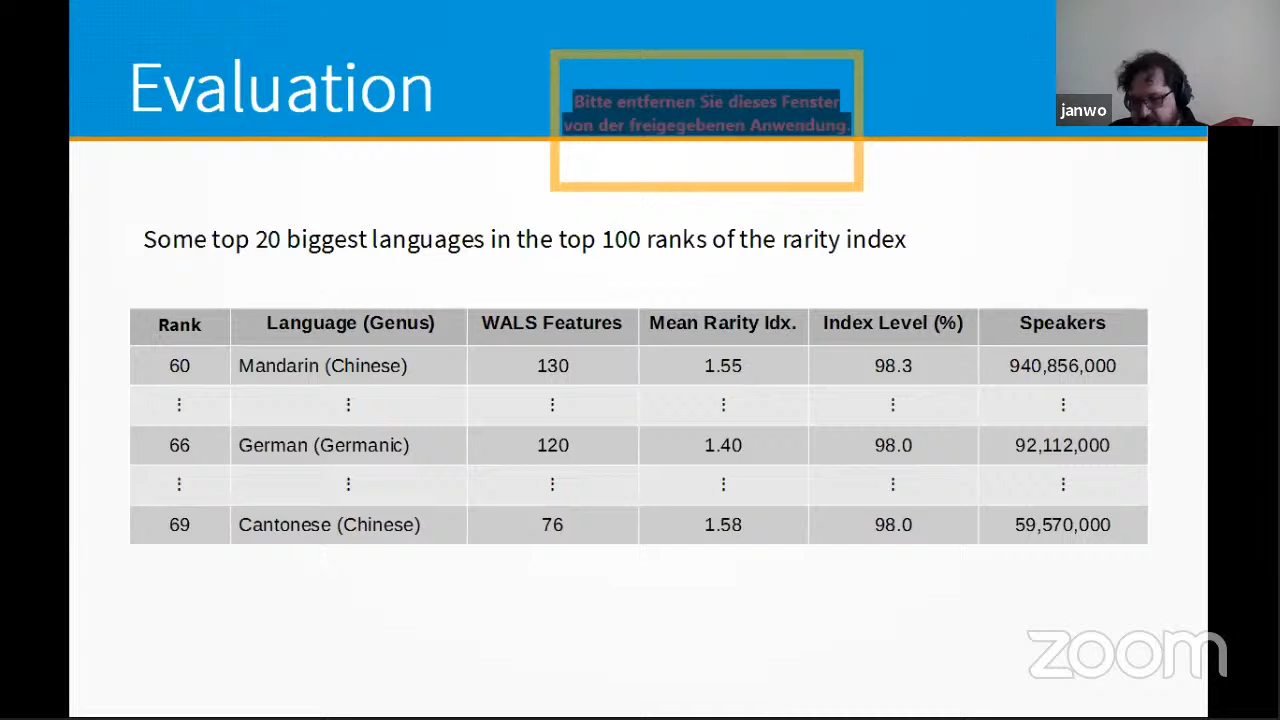 Evaluation
Bitte entfernen Sie dieses Fenster
von der freigegebenen Anwendung.
janwo
Some top 20 biggest languages in the top 100 ranks of the rarity index
Rank Language (Genus) WALS Features Mean Rarity Idx. Index Level (%) Speakers
60 Mandarin (Chinese) 130 1.55 98.3 940,856,000
⋮ ⋮ ⋮ ⋮ ⋮ ⋮
66 German (Germanic) 120 1.40 98.0 92,112,000
⋮ ⋮ ⋮ ⋮ ⋮ ⋮
69 Cantonese (Chinese) 76 1.58 98.0 59,570,000
zoom